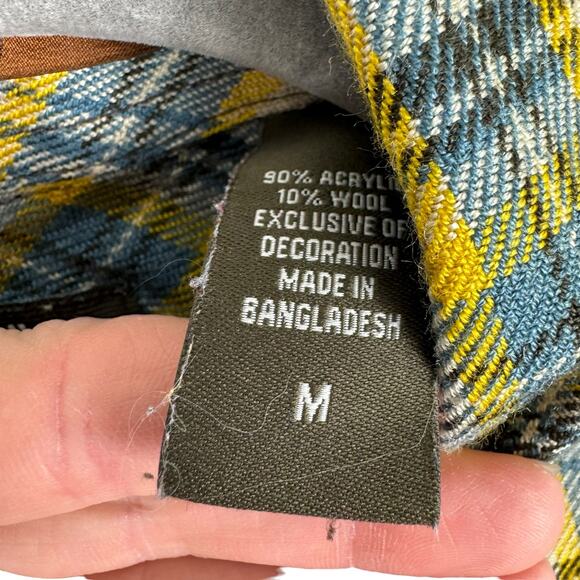 90% ACRYLIC
10% WOOL
EXCLUSIVE OF
DECORATION
MADE IN
BANGLADESH
M